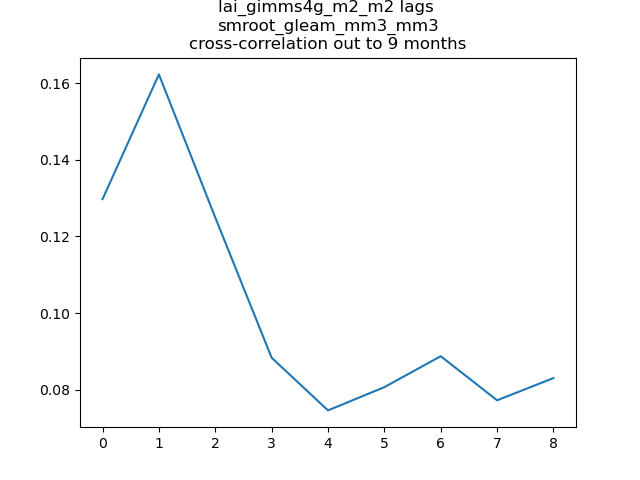 lai_gimms4g_m2_m2 lags
smroot_gleam_mm3_mm3
cross-correlation out to 9 months
0.16
0.14
0.12
0.10
0.08
0 1 2 3 4 5 6 7 8